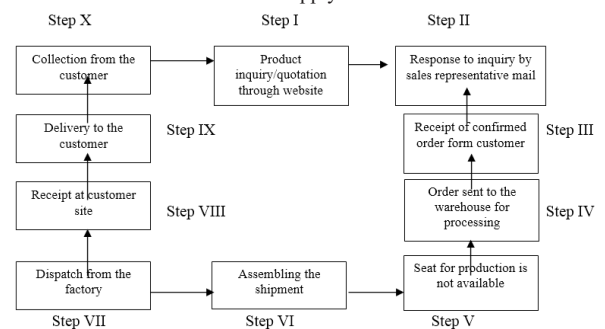 Step X
Step I
Step II
Collection from the
customer
Product
inquiry/quotation
through website
Response to inquiry by
sales representative mail
Delivery to the
customer
Step IX
Receipt of confirmed
order form customer
Step III
Receipt at customer
site
Step VIII
Order sent to the
warehouse for
processing
Step IV
Dispatch from the
factory
Assembling the
shipment
Seat for production is
not available
Step VII
Step VI
Step V